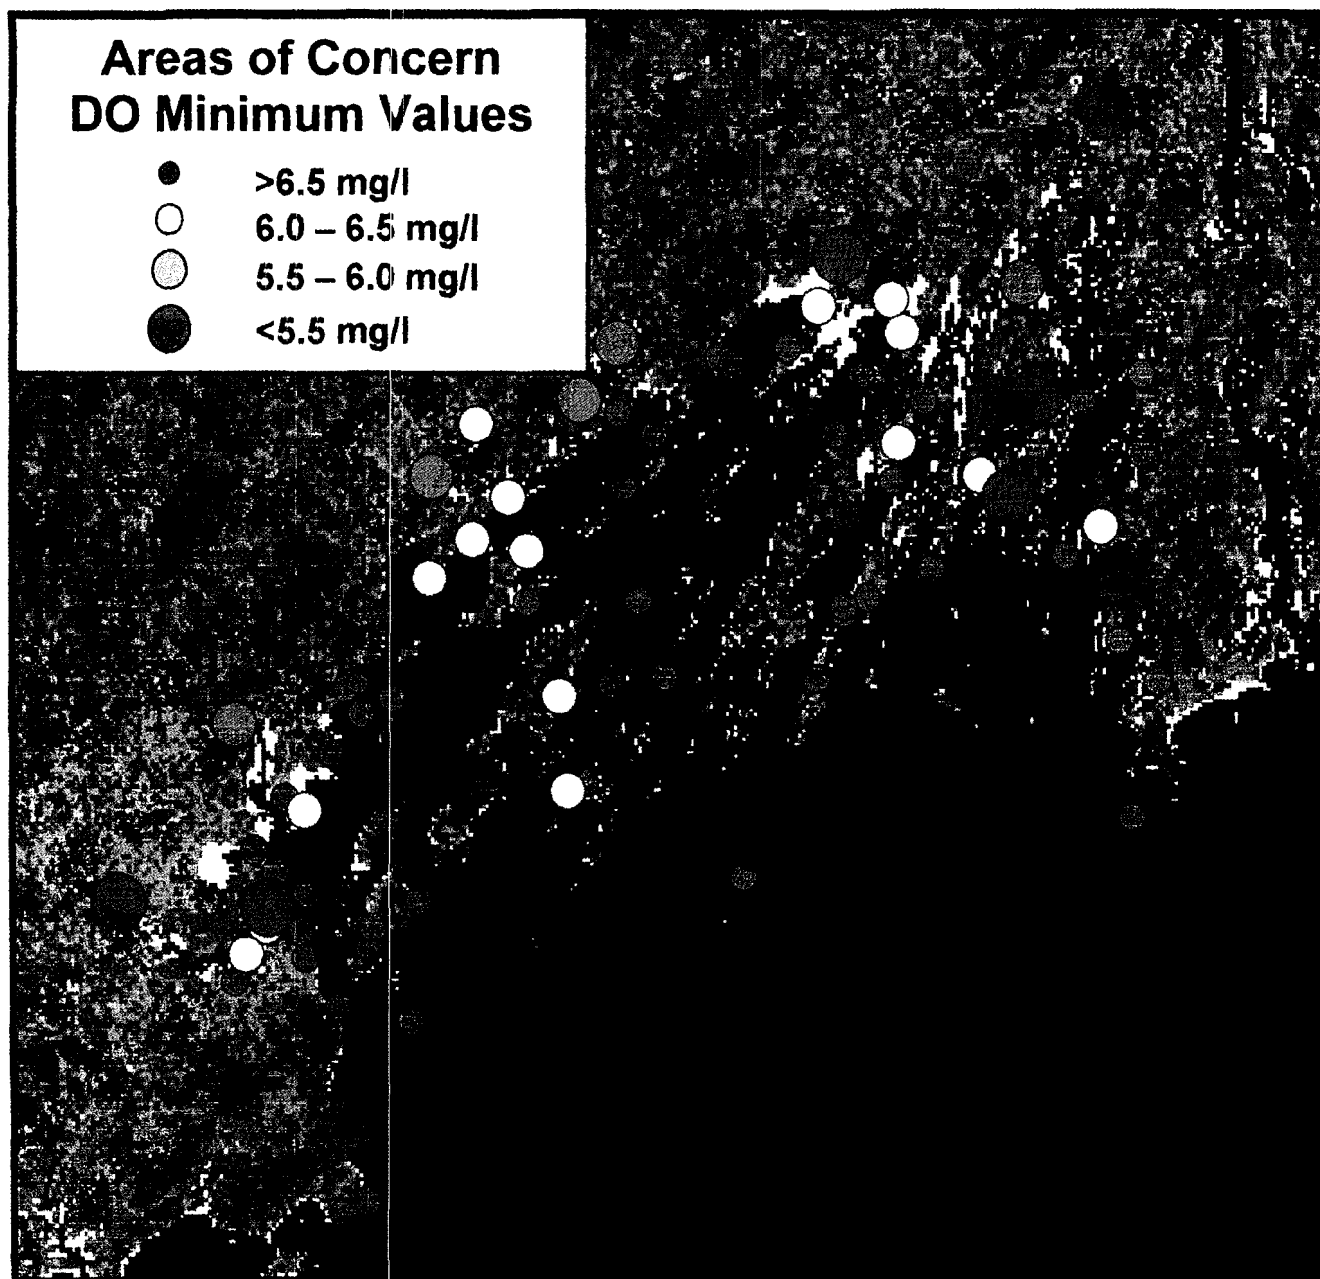 Areas of Concern
DO Minimum Values
>6.5 mg/l
6.0 – 6.5 mg/l
5.5 – 6.0 mg/l
<5.5 mg/l